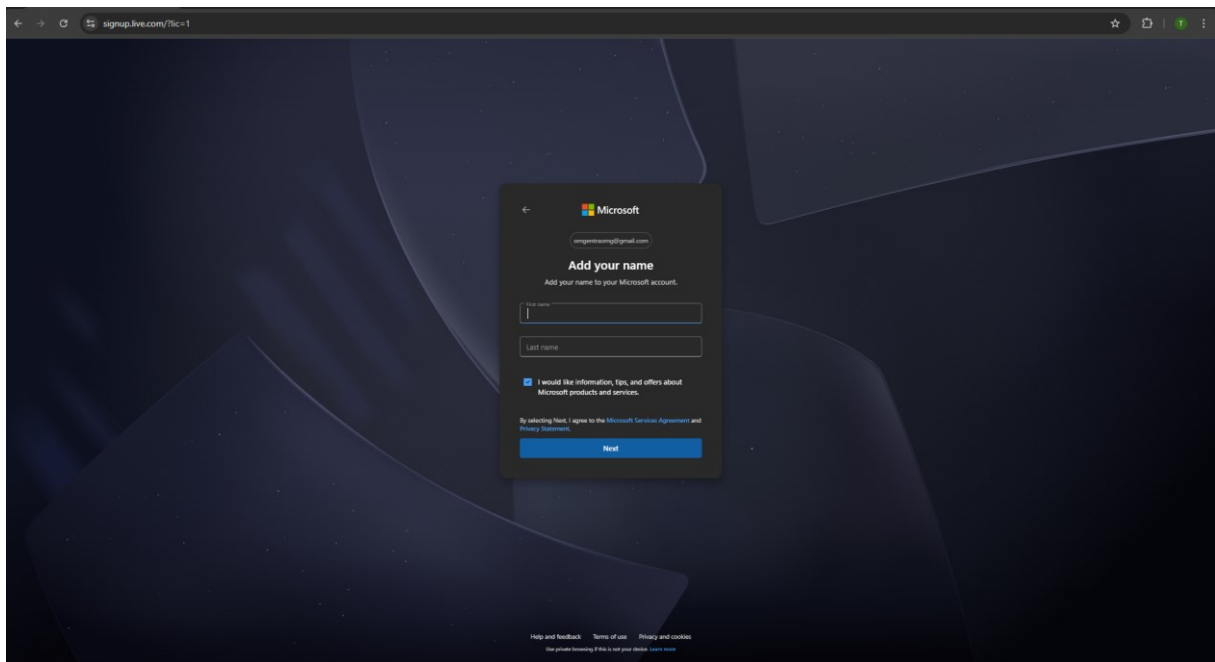 signup.live.com/?lic=1
T
Microsoft
Add your name
Add your name to your Microsoft account.
First name
Last name
I would like information, tips, and offers about
Microsoft products and services.
By selecting Next, I agree to the Microsoft Services Agreement and
Privacy Statement.
Next
Help and feedback Terms of use Privacy and cookies
Use private browsing if this is not your device. Learn more